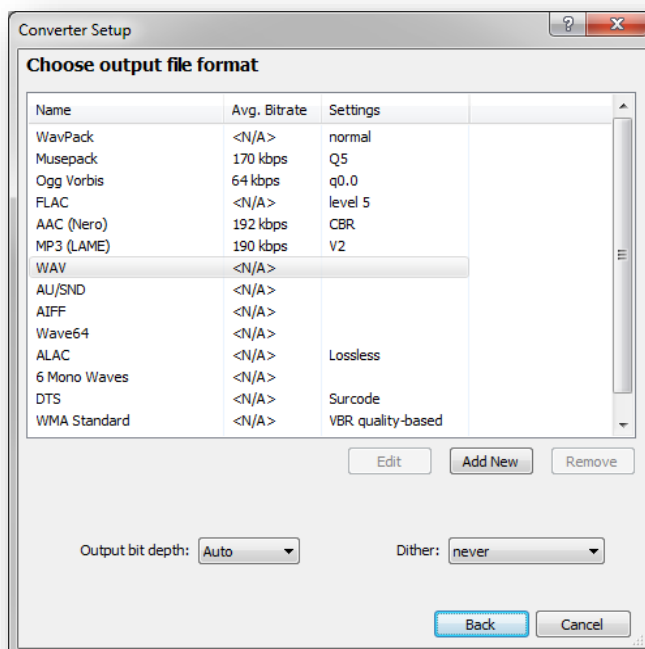 Converter Setup
Choose output file format
Name Avg. Bitrate Settings
WavPack <N/A> normal
Musepack 170 kbps Q5
Ogg Vorbis 64 kbps q0.0
FLAC <N/A> level 5
AAC (Nero) 192 kbps CBR
MP3 (LAME) 190 kbps V2
WAV <N/A>
AU/SND <N/A>
AIFF <N/A>
Wave64 <N/A>
ALAC <N/A> Lossless
6 Mono Waves <N/A>
DTS <N/A> Surcode
WMA Standard <N/A> VBR quality-based
Edit Add New Remove
Output bit depth: Auto Dither: never
Back Cancel